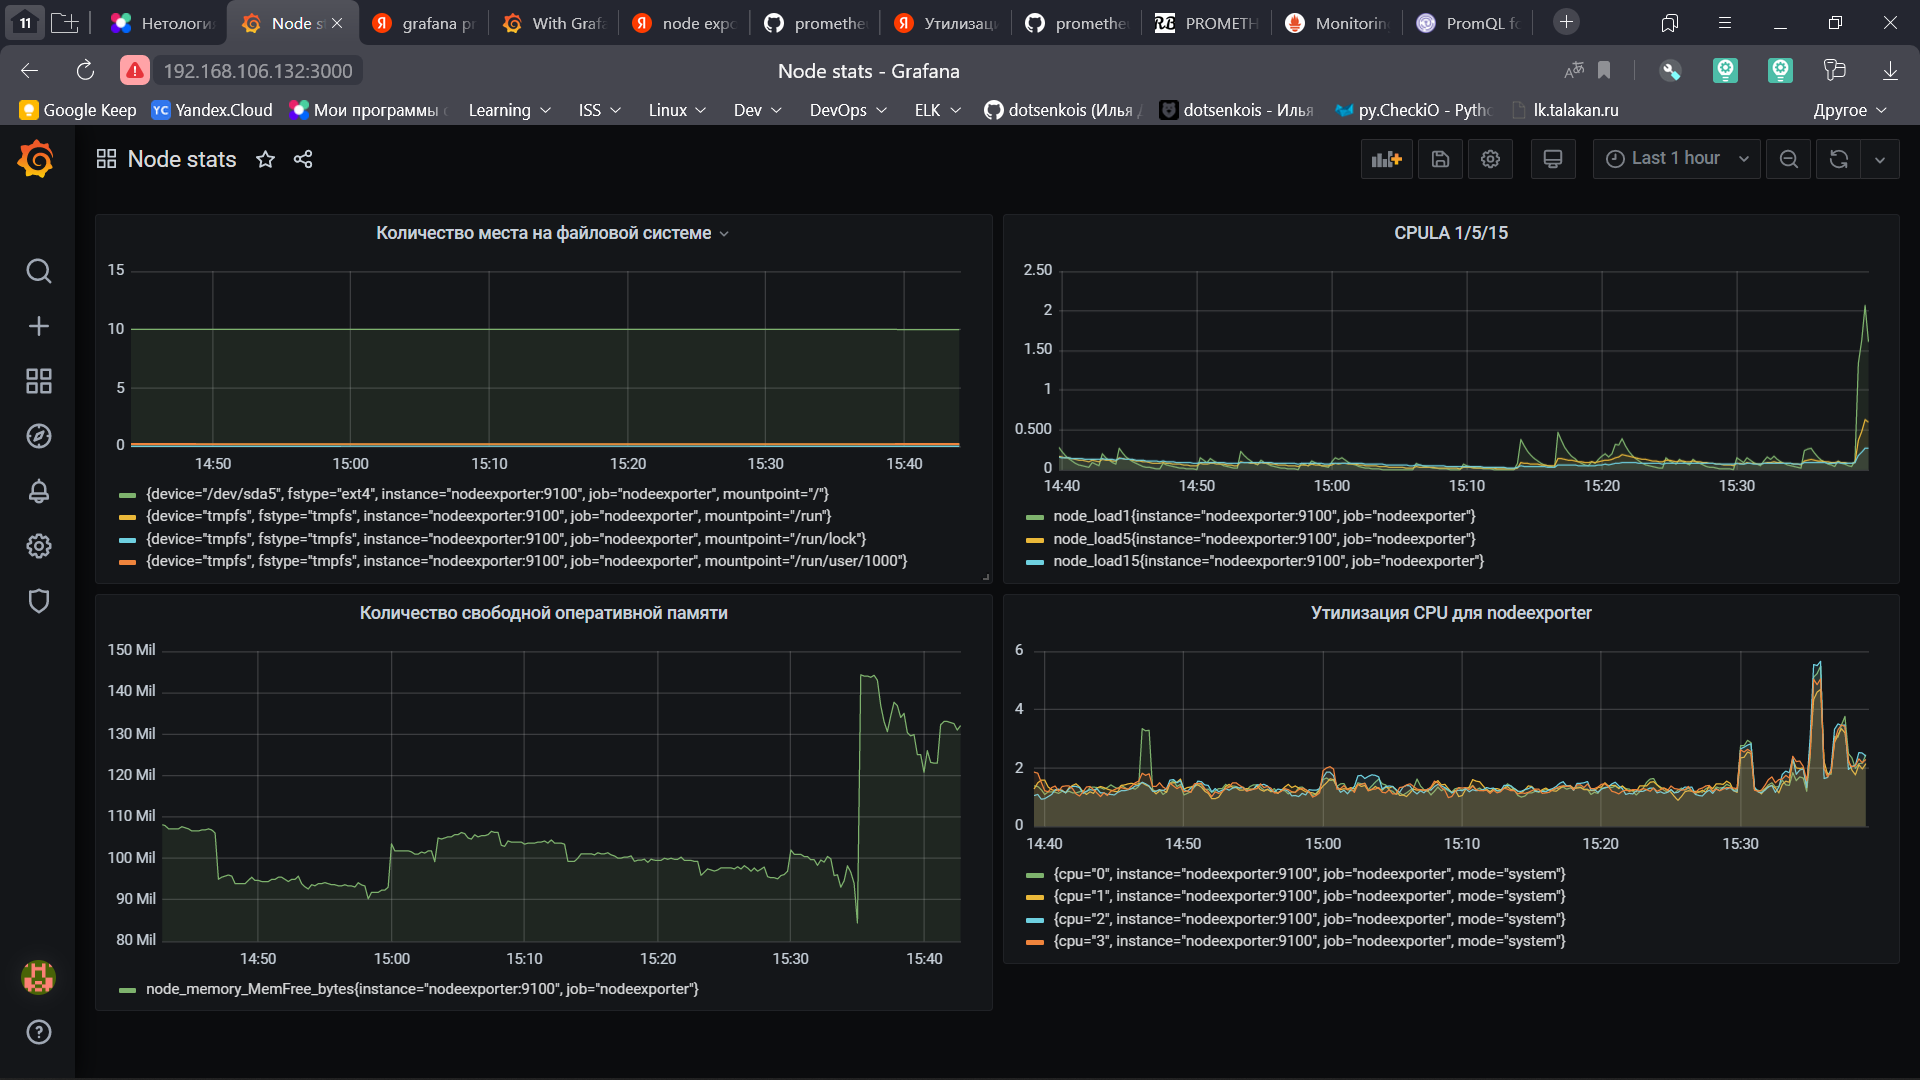 11 Нетологи Node s grafana p With Grafa node expo promethe Утилизац promethe PROMETH Monitorin PromQL fo
192.168.106.132:3000 Node stats - Grafana
Google Keep Yandex.Cloud Мои программы Learning ISS Linux Dev DevOps ELK dotsenkois (Илья dotsenkois - Илья py.CheckiO - Pytho lk.talakan.ru Другое
Node stats Last 1 hour
Количество места на файловой системе
15
10
5
0
14:50 15:00 15:10 15:20 15:30 15:40
{device="/dev/sda5", fstype="ext4", instance="nodeexporter:9100", job="nodeexporter", mountpoint="/"}
{device="tmpfs", fstype="tmpfs", instance="nodeexporter:9100", job="nodeexporter", mountpoint="/run"}
{device="tmpfs", fstype="tmpfs", instance="nodeexporter:9100", job="nodeexporter", mountpoint="/run/lock"}
{device="tmpfs", fstype="tmpfs", instance="nodeexporter:9100", job="nodeexporter", mountpoint="/run/user/1000"}
CPULA 1/5/15
2.50
2
1.50
1
0.500
0
14:40 14:50 15:00 15:10 15:20 15:30
node_load1{instance="nodeexporter:9100", job="nodeexporter"}
node_load5{instance="nodeexporter:9100", job="nodeexporter"}
node_load15{instance="nodeexporter:9100", job="nodeexporter"}
Количество свободной оперативной памяти
150 Mil
140 Mil
130 Mil
120 Mil
110 Mil
100 Mil
90 Mil
80 Mil
14:50 15:00 15:10 15:20 15:30 15:40
node_memory_MemFree_bytes{instance="nodeexporter:9100", job="nodeexporter"}
Утилизация CPU для nodeexporter
6
4
2
0
14:40 14:50 15:00 15:10 15:20 15:30
{cpu="0", instance="nodeexporter:9100", job="nodeexporter", mode="system"}
{cpu="1", instance="nodeexporter:9100", job="nodeexporter", mode="system"}
{cpu="2", instance="nodeexporter:9100", job="nodeexporter", mode="system"}
{cpu="3", instance="nodeexporter:9100", job="nodeexporter", mode="system"}